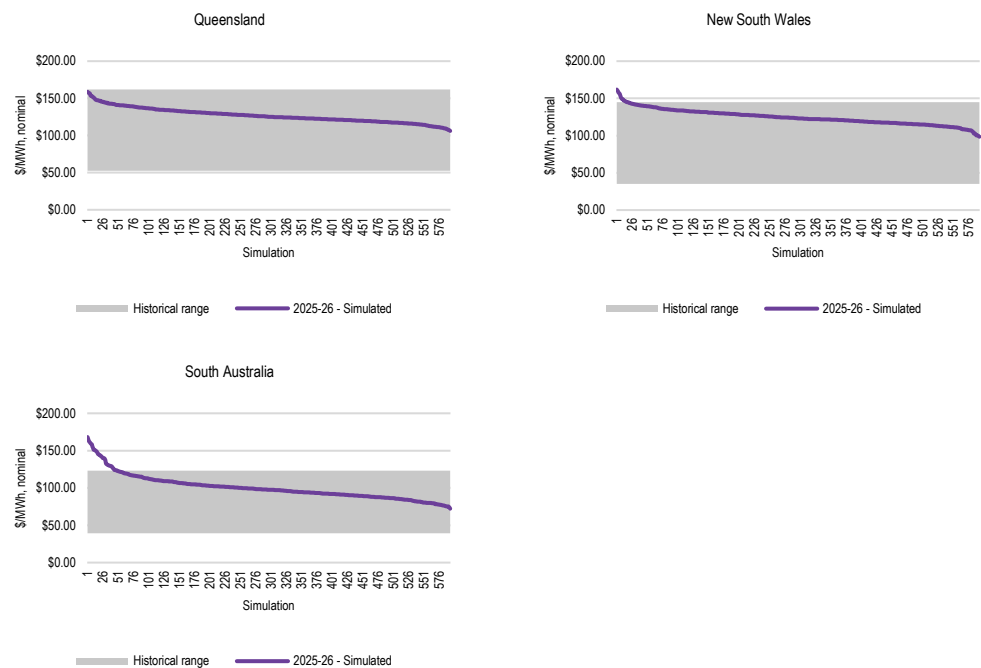 Queensland
$/MWh, nominal
$200.00
$150.00
$100.00
$50.00
$0.00
1 26 51 76 101 126 151 176 201 226 251 276 301 326 351 376 401 426 451 476 501 526 551 576
Simulation
Historical range 2025-26 - Simulated
New South Wales
$/MWh, nominal
$200.00
$150.00
$100.00
$50.00
$0.00
1 26 51 76 101 126 151 176 201 226 251 276 301 326 351 376 401 426 451 476 501 526 551 576
Simulation
Historical range 2025-26 - Simulated
South Australia
$/MWh, nominal
$200.00
$150.00
$100.00
$50.00
$0.00
1 26 51 76 101 126 151 176 201 226 251 276 301 326 351 376 401 426 451 476 501 526 551 576
Simulation
Historical range 2025-26 - Simulated